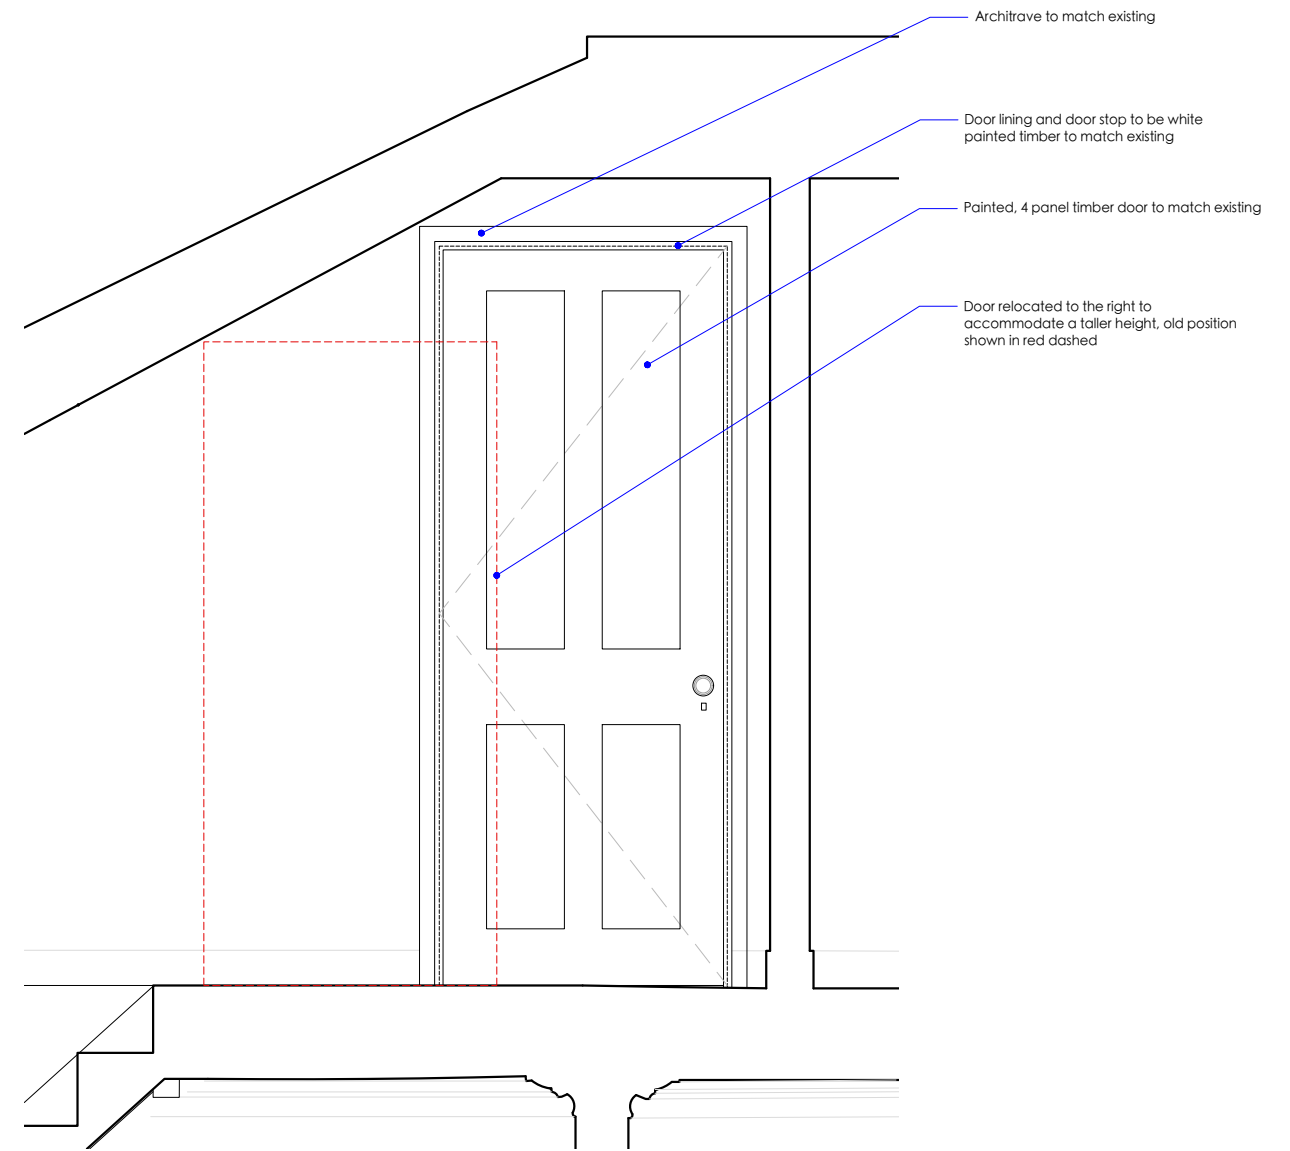 Architrave to match existing
Door lining and door stop to be white
painted timber to match existing
Painted, 4 panel timber door to match existing
Door relocated to the right to
accommodate a taller height, old position
shown in red dashed